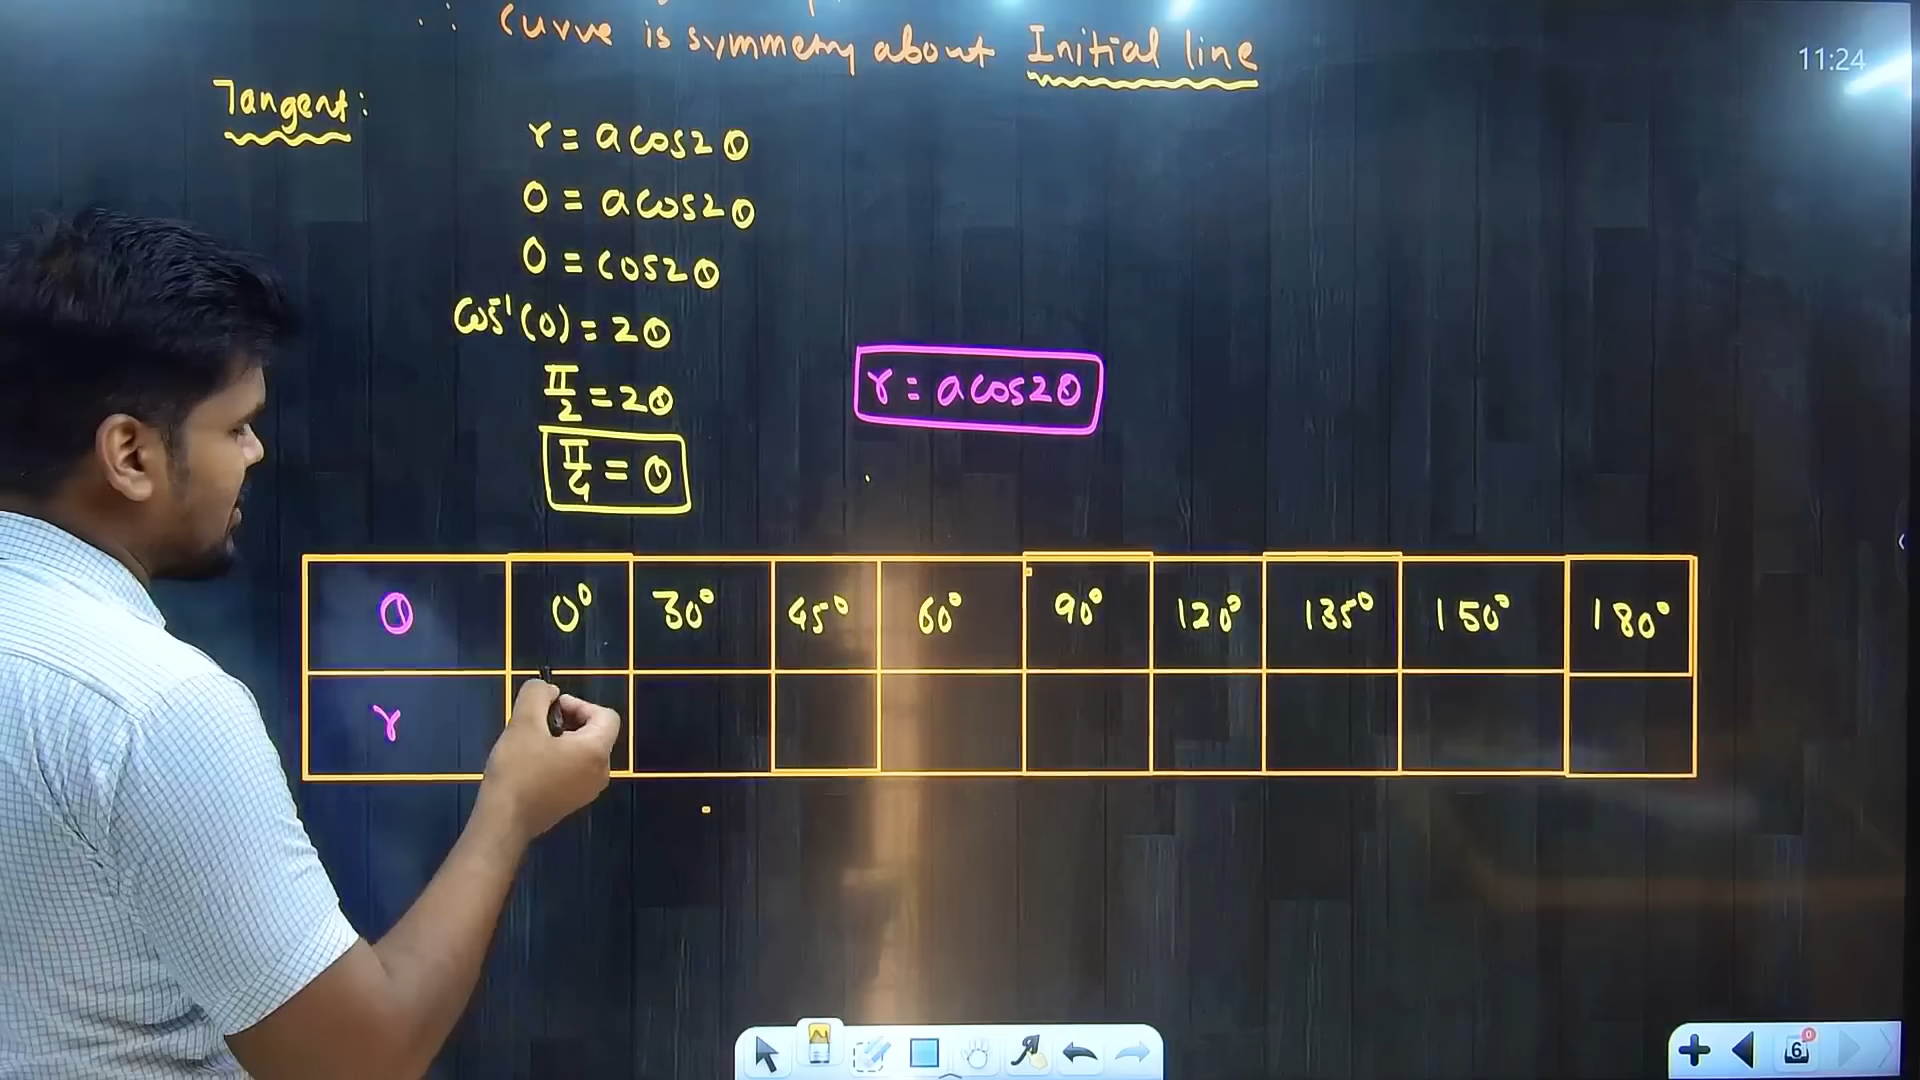 ∴ Curve is symmetry about Initial line
11:24
Tangent:
r = a cos2θ
0 = a cos2θ
0 = cos2θ
cos⁻¹(0) = 2θ
π/2 = 2θ
r = a cos2θ
π/4 = θ
θ 0° 30° 45° 60° 90° 120° 135° 150° 180°
r
6
0